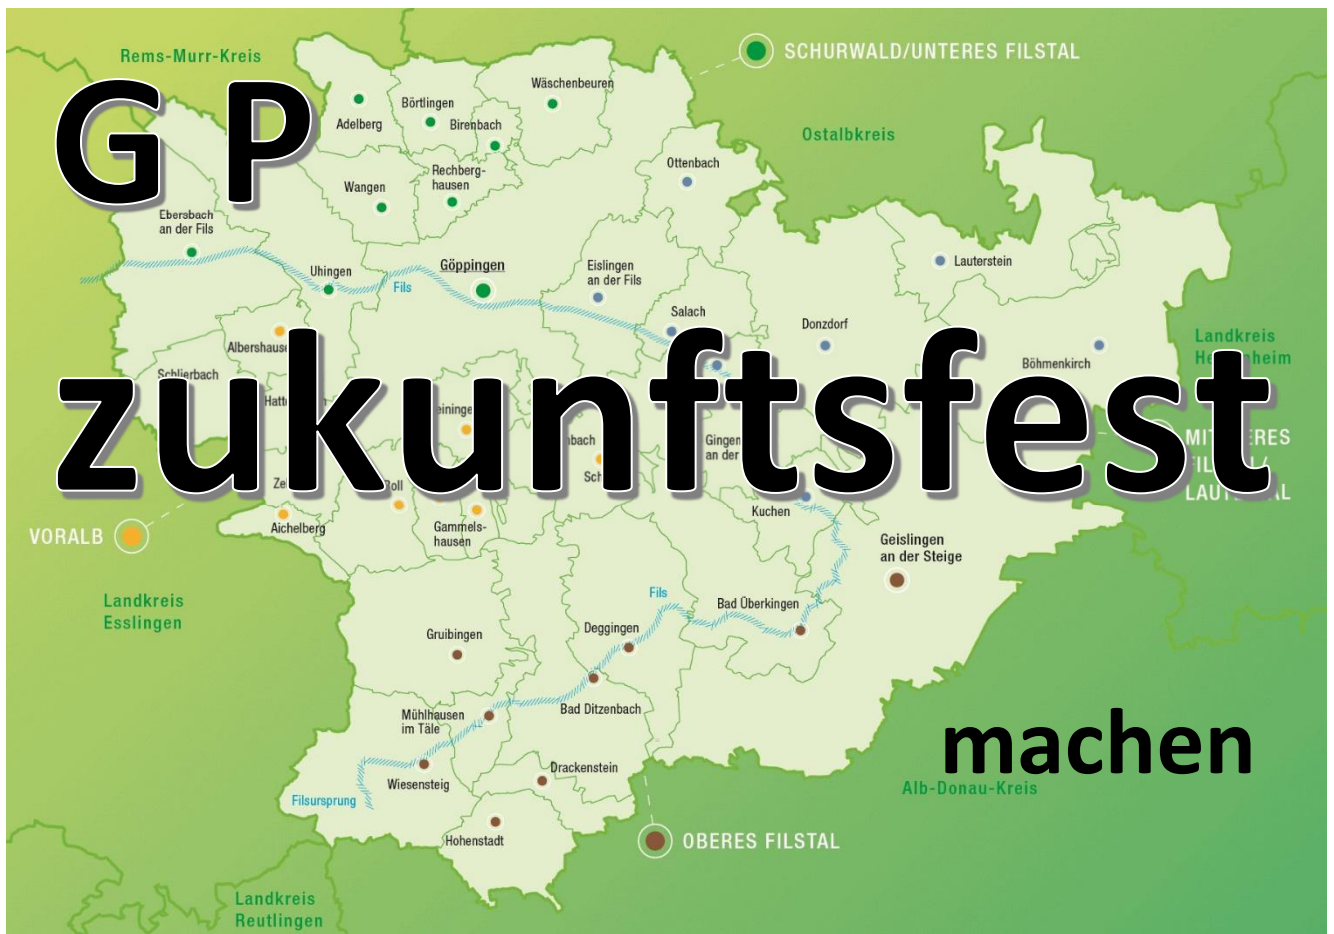 Rems-Murr-Kreis
SCHURWALD/UNTERES FILSTAL
G P
Wäschenbeuren
Börtlingen
Adelberg
Birenbach
Ostalbkreis
Ottenbach
Rechberg-
hausen
Wangen
Ebersbach
an der Fils
Lauterstein
Göppingen
Eislingen
an der Fils
Uhingen
Fils
Salach
Donzdorf
Landkreis
Böhmenkirch
zukunftsfest
Kuchen
VORALB
Aichelberg
Gammels-
hausen
Geislingen
an der Steige
Landkreis
Esslingen
Fils
Bad Überkingen
Gruibingen
Deggingen
Mühlhausen
im Täle
Bad Ditzenbach
machen
Wiesensteig
Drackenstein
Filsursprung
Alb-Donau-Kreis
Hohenstadt
OBERES FILSTAL
Landkreis
Reutlingen